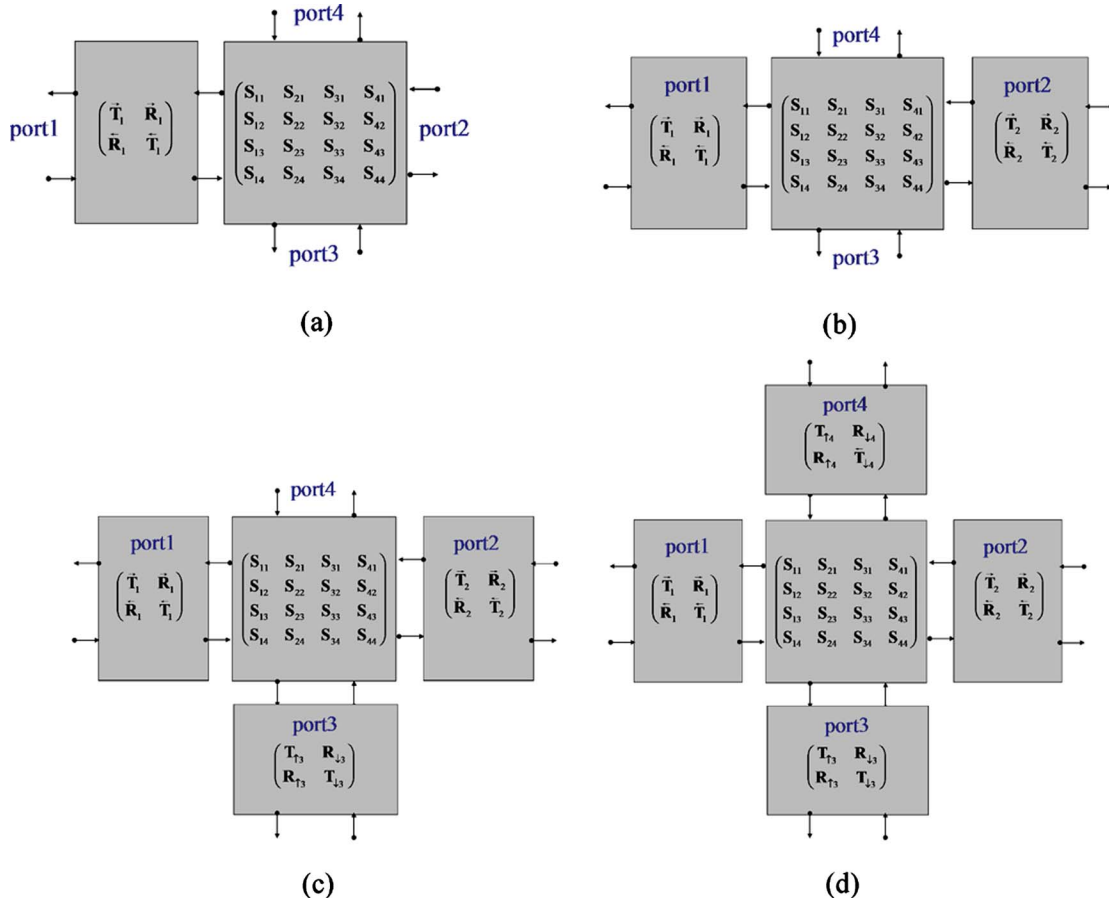 port4
port1
T⃗₁ R⃗₁
R⃖₁ T⃖₁
S₁₁ S₂₁ S₃₁ S₄₁
S₁₂ S₂₂ S₃₂ S₄₂
S₁₃ S₂₃ S₃₃ S₄₃
S₁₄ S₂₄ S₃₄ S₄₄
port2
port3
(a)
port4
port1
T⃗₁ R⃗₁
R⃖₁ T⃖₁
S₁₁ S₂₁ S₃₁ S₄₁
S₁₂ S₂₂ S₃₂ S₄₂
S₁₃ S₂₃ S₃₃ S₄₃
S₁₄ S₂₄ S₃₄ S₄₄
port2
T⃗₂ R⃗₂
R⃖₂ T⃖₂
port3
(b)
port4
port1
T⃗₁ R⃗₁
R⃖₁ T⃖₁
S₁₁ S₂₁ S₃₁ S₄₁
S₁₂ S₂₂ S₃₂ S₄₂
S₁₃ S₂₃ S₃₃ S₄₃
S₁₄ S₂₄ S₃₄ S₄₄
port2
T⃗₂ R⃗₂
R⃖₂ T⃖₂
port3
T↑₃ R↓₃
R↑₃ T↓₃
(c)
port4
T↑₄ R↓₄
R↑₄ T⃖↓₄
port1
T⃗₁ R⃗₁
R⃖₁ T⃖₁
S₁₁ S₂₁ S₃₁ S₄₁
S₁₂ S₂₂ S₃₂ S₄₂
S₁₃ S₂₃ S₃₃ S₄₃
S₁₄ S₂₄ S₃₄ S₄₄
port2
T⃗₂ R⃗₂
R⃖₂ T⃖₂
port3
T↑₃ R↓₃
R↑₃ T↓₃
(d)